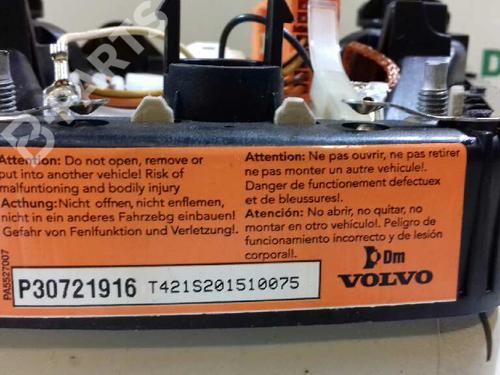 Attention: Do not open, remove or
put into another vehicle! Risk of
malfuntioning and bodily injury
Acthung: Nicht offnen, nicht enflemen,
nicht in ein anderes Fahrzebg einbauen!
Gefahr von Fenlfunktion und Verletzung!.
Attention: Ne pas ouvrir, ne pas retirer
ne pas monter un autre vehicule!.
Danger de functionement defectuex
et de bleussures!.
Atención: No abrir, no quitar, no
montar en otro vehículo!. Peligro de
funcionamiento incorrecto y de lesión
corporal!.
PA5527007
P30721916 T421S201510075
Dm
VOLVO
B-PARTS